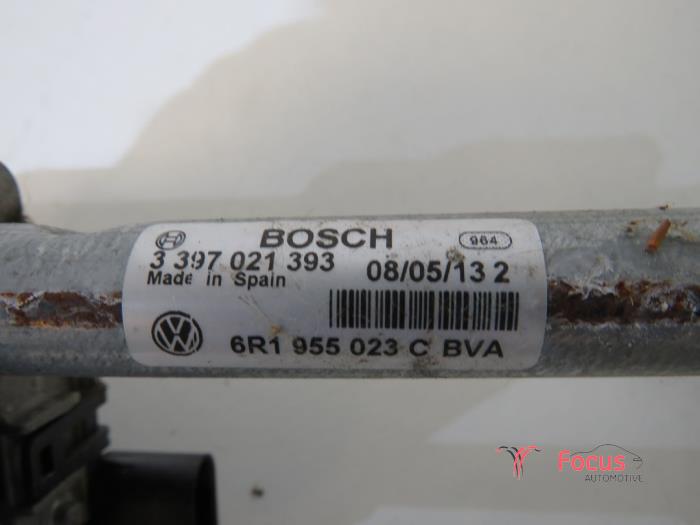 BOSCH
964
3 397 021 393
08/05/13 2
Made in Spain
6R1 955 023 C BVA
Focus
AUTOMOTIVE